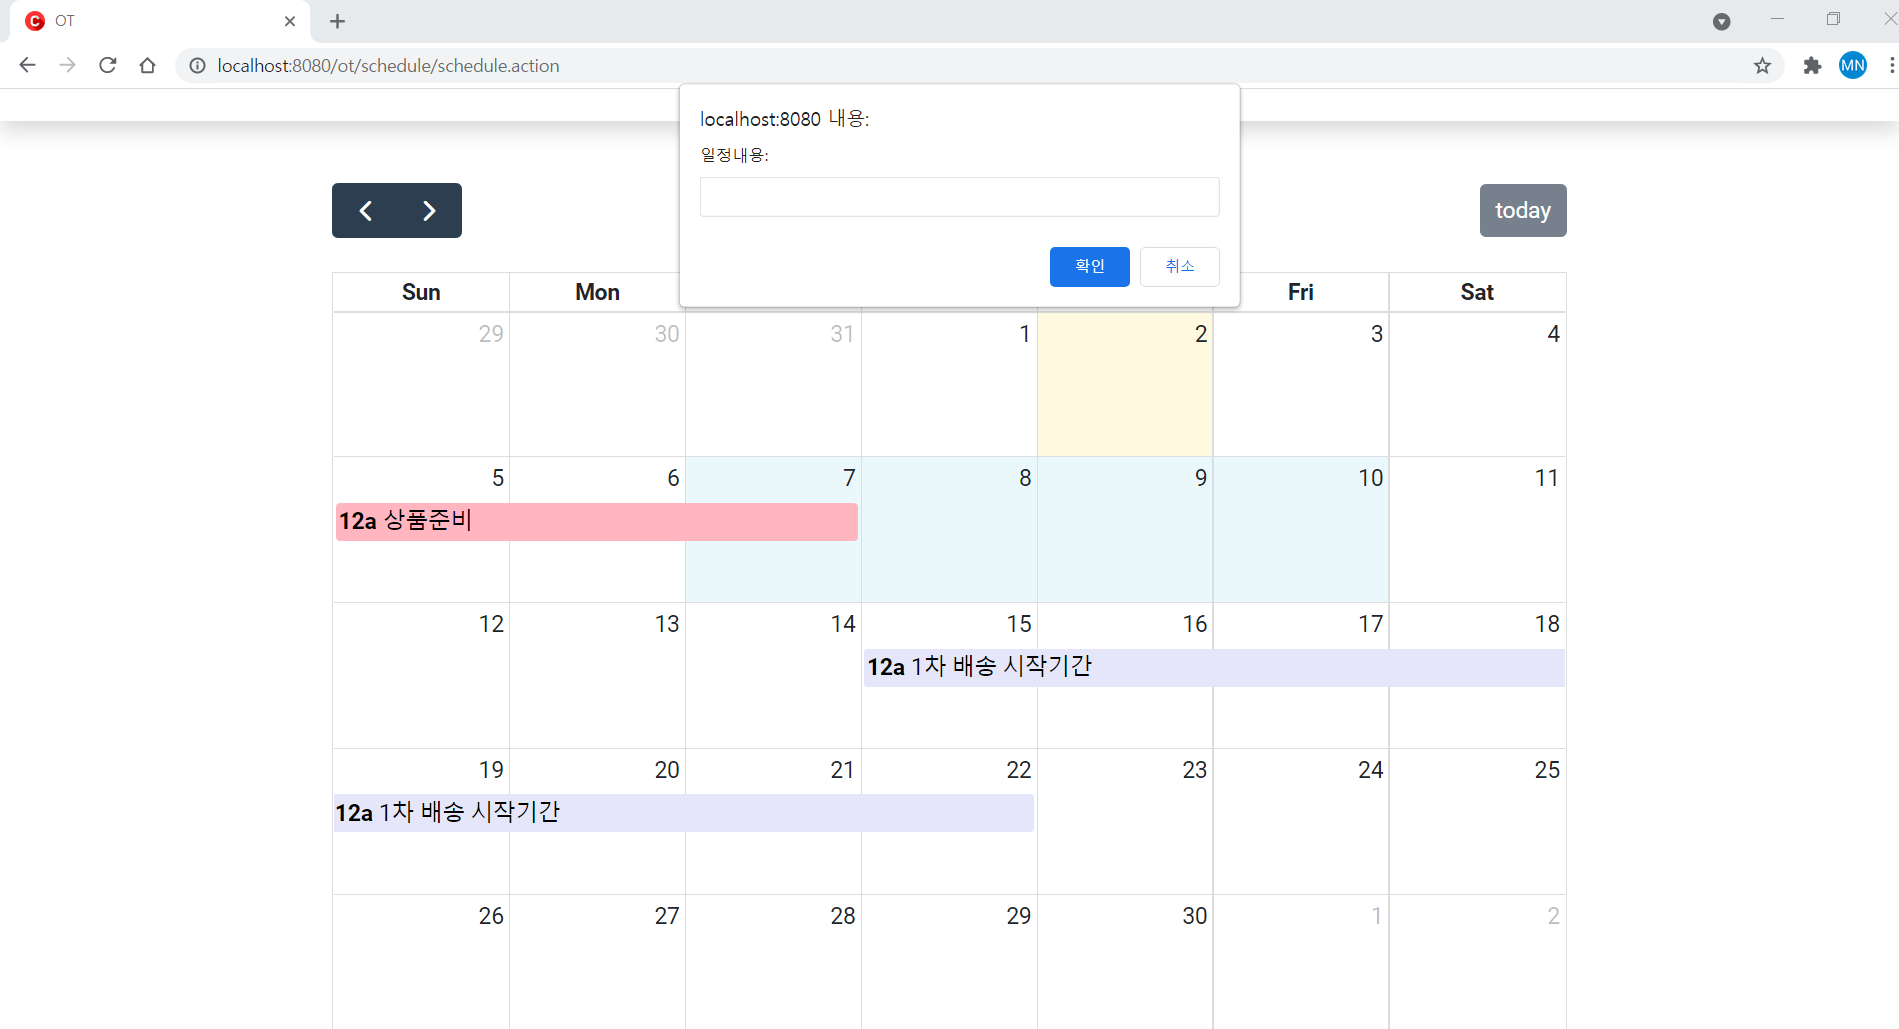 OT
localhost:8080/ot/schedule/schedule.action
MN
localhost:8080 내용:
일정내용:
확인 취소
today
Sun Mon Fri Sat
29 30 31 1 2 3 4
5 6 7 8 9 10 11
12a 상품준비
12 13 14 15 16 17 18
12a 1차 배송 시작기간
19 20 21 22 23 24 25
12a 1차 배송 시작기간
26 27 28 29 30 1 2